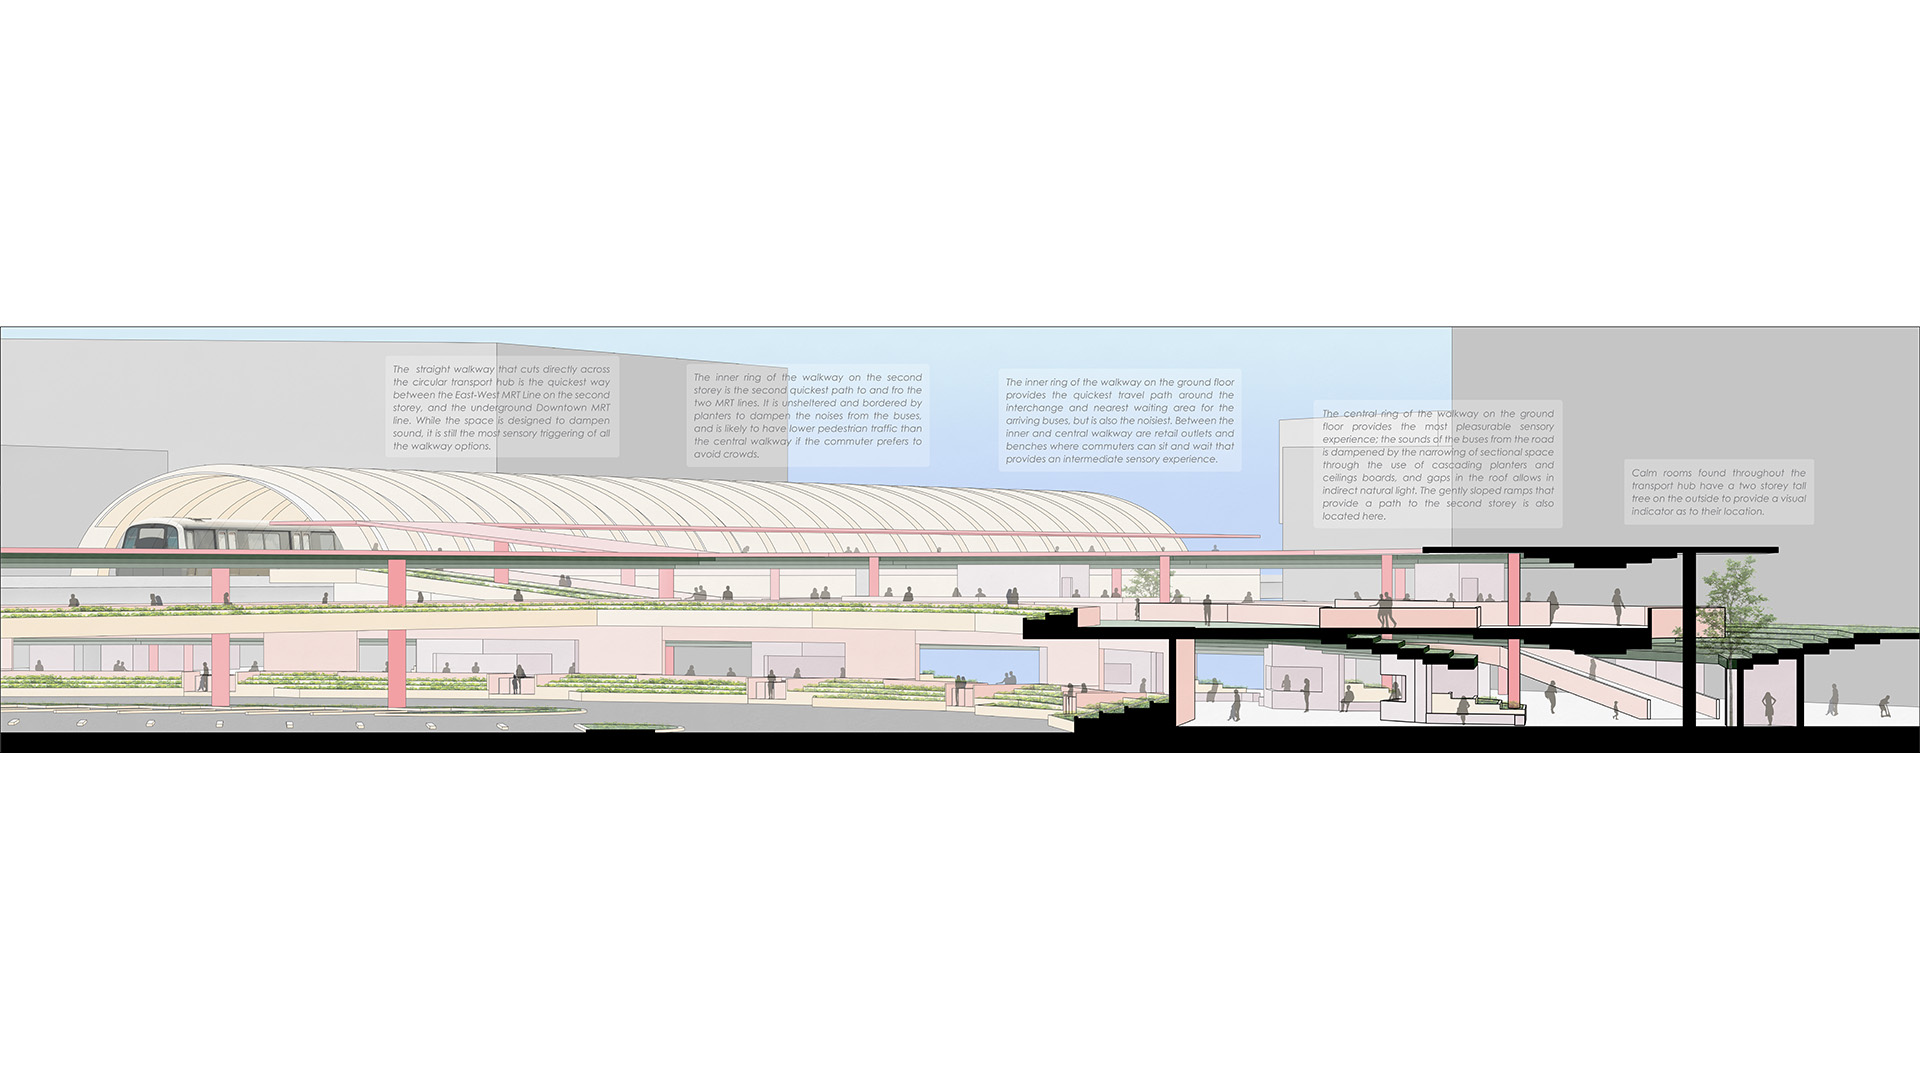 The straight walkway that cuts directly across
the circular transport hub is the quickest way
between the East-West MRT Line on the second
storey, and the underground Downtown MRT
line. While the space is designed to dampen
sound, it is still the most sensory triggering of all
the walkway options.
The inner ring of the walkway on the second
storey is the second quickest path to and fro the
two MRT lines. It is unsheltered and bordered by
planters to dampen the noises from the buses,
and is likely to have lower pedestrian traffic than
the central walkway if the commuter prefers to
avoid crowds.
The inner ring of the walkway on the ground floor
provides the quickest travel path around the
interchange and nearest waiting area for the
arriving buses, but is also the noisiest. Between the
inner and central walkway are retail outlets and
benches where commuters can sit and wait that
provides an intermediate sensory experience.
The central ring of the walkway on the ground
floor provides the most pleasurable sensory
experience; the sounds of the buses from the road
is dampened by the narrowing of sectional space
through the use of cascading planters and
ceilings boards, and gaps in the roof allows in
indirect natural light. The gently sloped ramps that
provide a path to the second storey is also
located here.
Calm rooms found throughout the
transport hub have a two storey tall
tree on the outside to provide a visual
indicator as to their location.